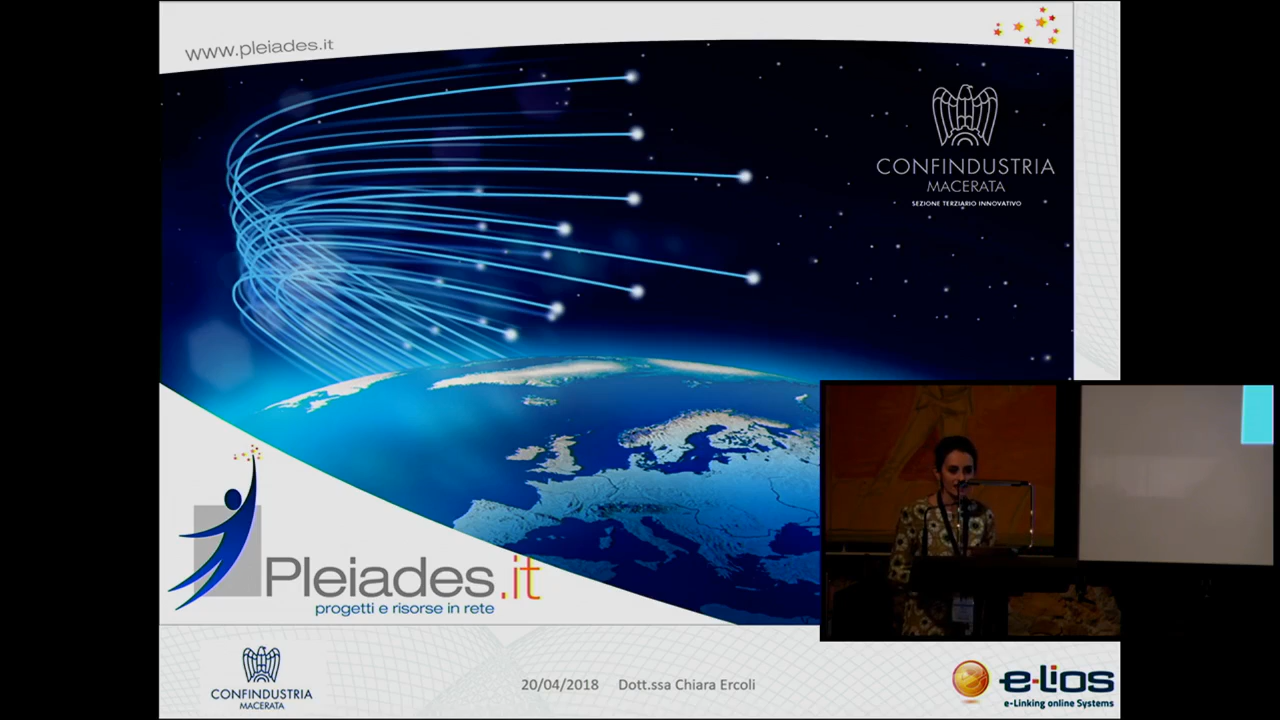 www.pleiades.it
CONFINDUSTRIA
MACERATA
SEZIONE TERZIARIO INNOVATIVO
Pleiades.it
progetti e risorse in rete
CONFINDUSTRIA
MACERATA
20/04/2018 Dott.ssa Chiara Ercoli
e-Lios
e-Linking online Systems